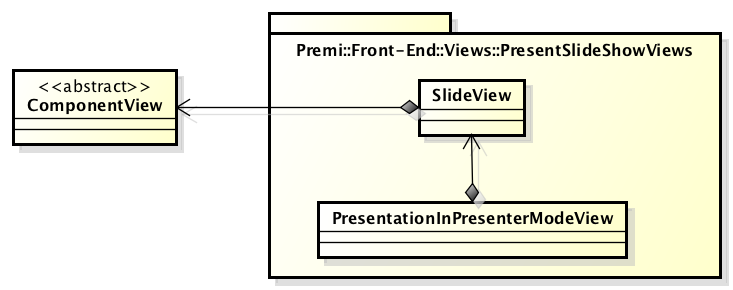 Premi::Front-End::Views::PresentSlideShowViews
<<abstract>>
ComponentView
SlideView
PresentationInPresenterModeView